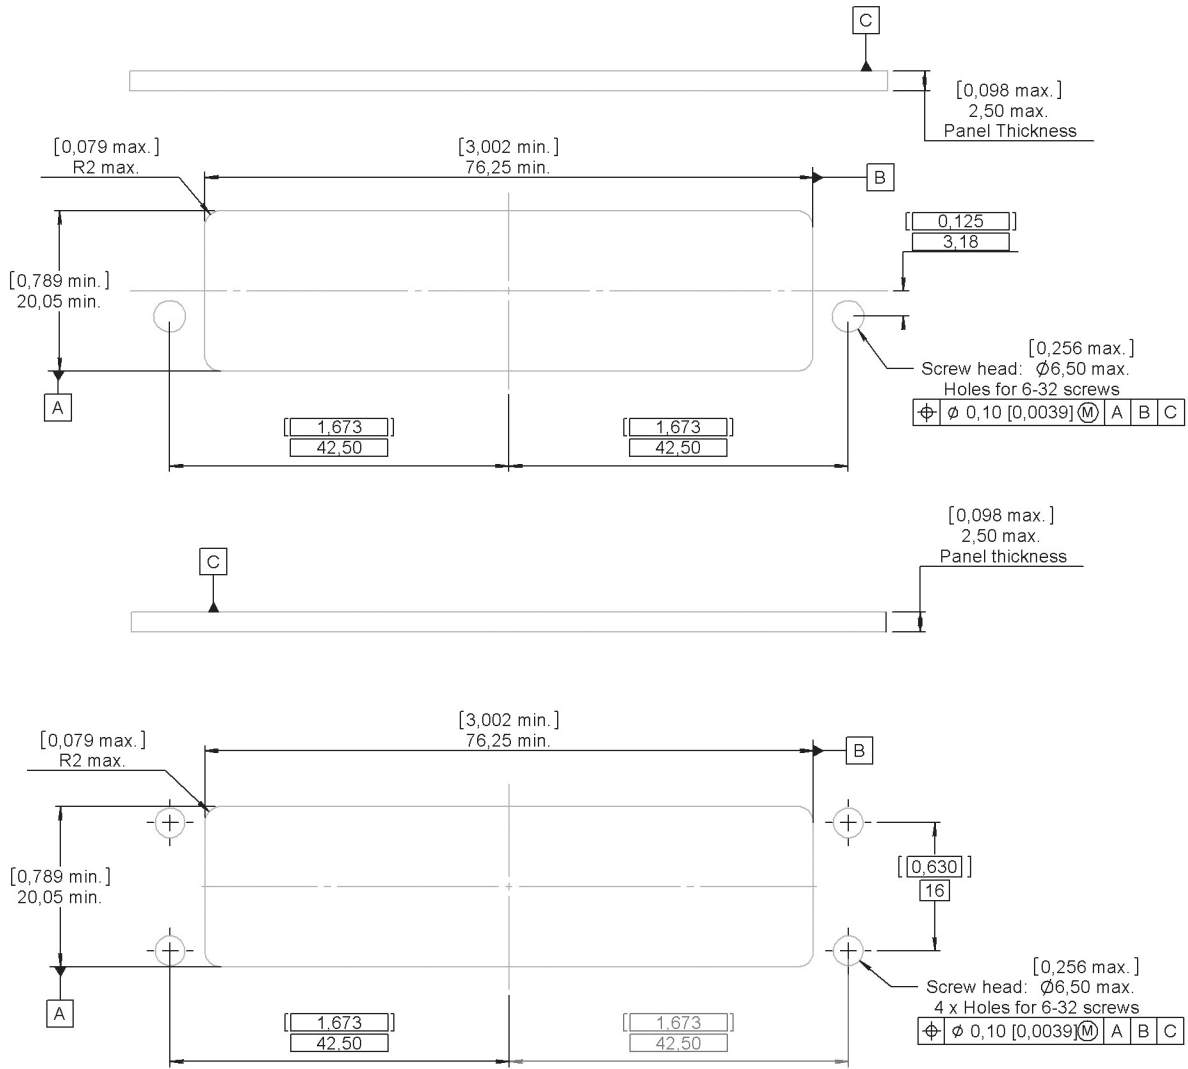 C
[0,098 max.]
2,50 max.
Panel Thickness
[0,079 max.]
R2 max.
[3,002 min.]
76,25 min.
B
[0,125]
3,18
[0,789 min.]
20,05 min.
A
[0,256 max.]
Screw head: Ø6,50 max.
Holes for 6-32 screws
⌖ ⌀ 0,10 [0,0039]Ⓜ A B C
[1,673]
42,50
[1,673]
42,50
[0,098 max.]
2,50 max.
Panel thickness
C
[3,002 min.]
76,25 min.
B
[0,079 max.]
R2 max.
[0,630]
16
[0,789 min.]
20,05 min.
A
[0,256 max.]
Screw head: Ø6,50 max.
4 x Holes for 6-32 screws
⌖ ⌀ 0,10 [0,0039]Ⓜ A B C
[1,673]
42,50
[1,673]
42,50